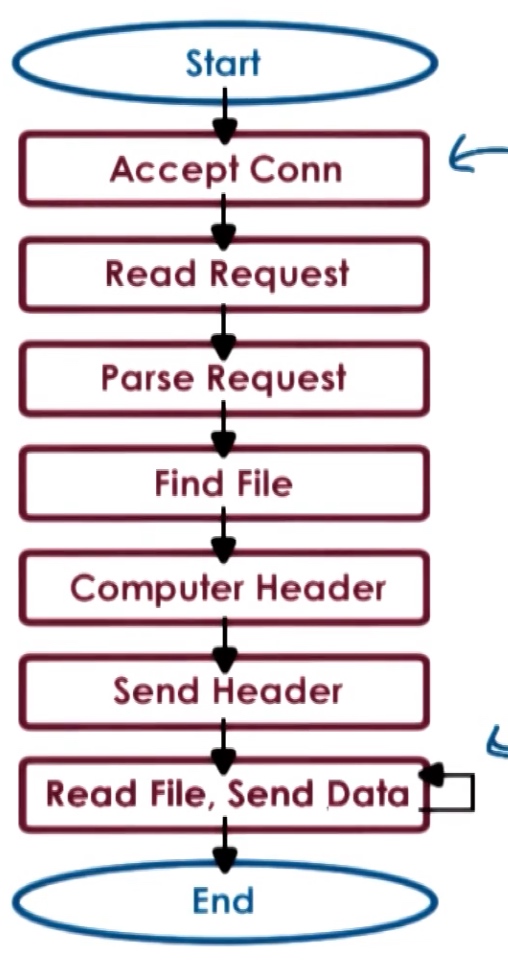 Start
Accept Conn
Read Request
Parse Request
Find File
Computer Header
Send Header
Read File, Send Data
End